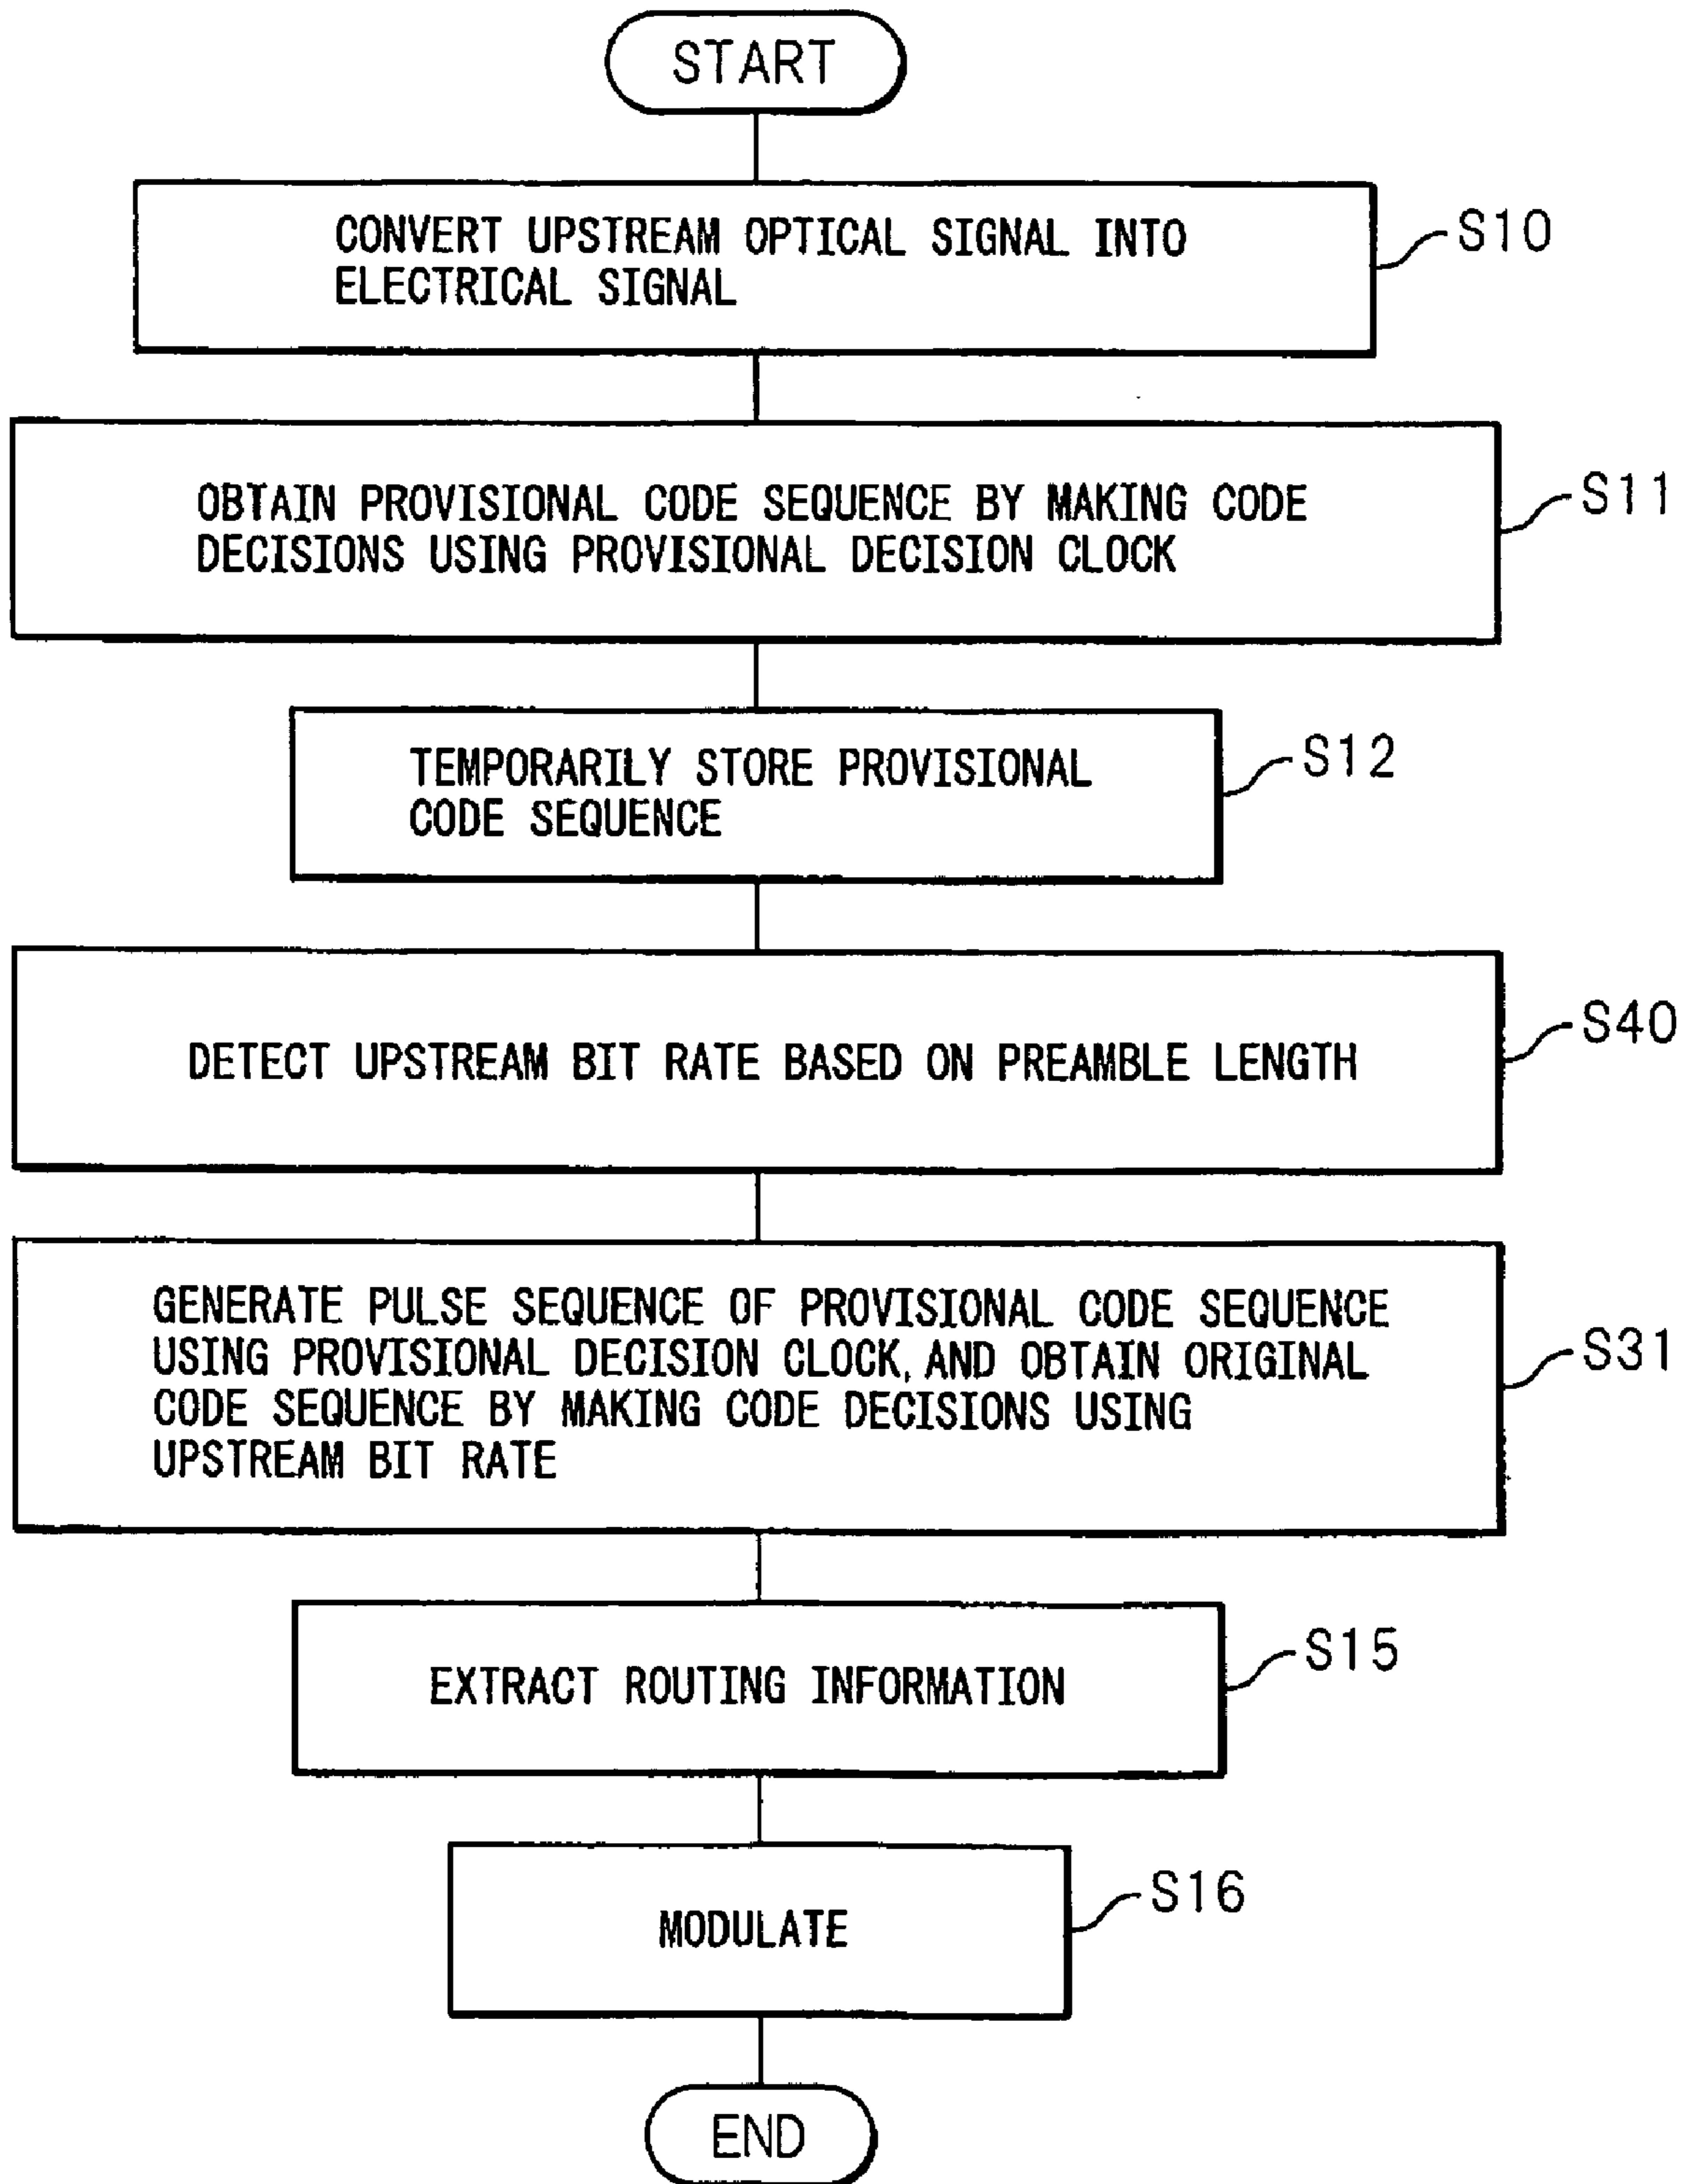 START
CONVERT UPSTREAM OPTICAL SIGNAL INTO
ELECTRICAL SIGNAL
S10
OBTAIN PROVISIONAL CODE SEQUENCE BY MAKING CODE
DECISIONS USING PROVISIONAL DECISION CLOCK
S11
TEMPORARILY STORE PROVISIONAL
CODE SEQUENCE
S12
DETECT UPSTREAM BIT RATE BASED ON PREAMBLE LENGTH
S40
GENERATE PULSE SEQUENCE OF PROVISIONAL CODE SEQUENCE
USING PROVISIONAL DECISION CLOCK, AND OBTAIN ORIGINAL
CODE SEQUENCE BY MAKING CODE DECISIONS USING
UPSTREAM BIT RATE
S31
EXTRACT ROUTING INFORMATION
S15
MODULATE
S16
END